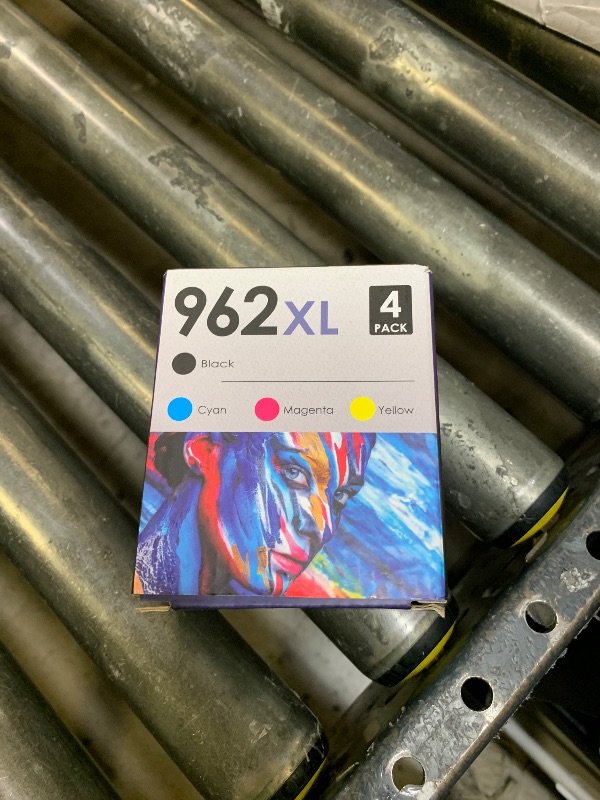 962XL
4
PACK
Black
Cyan Magenta Yellow